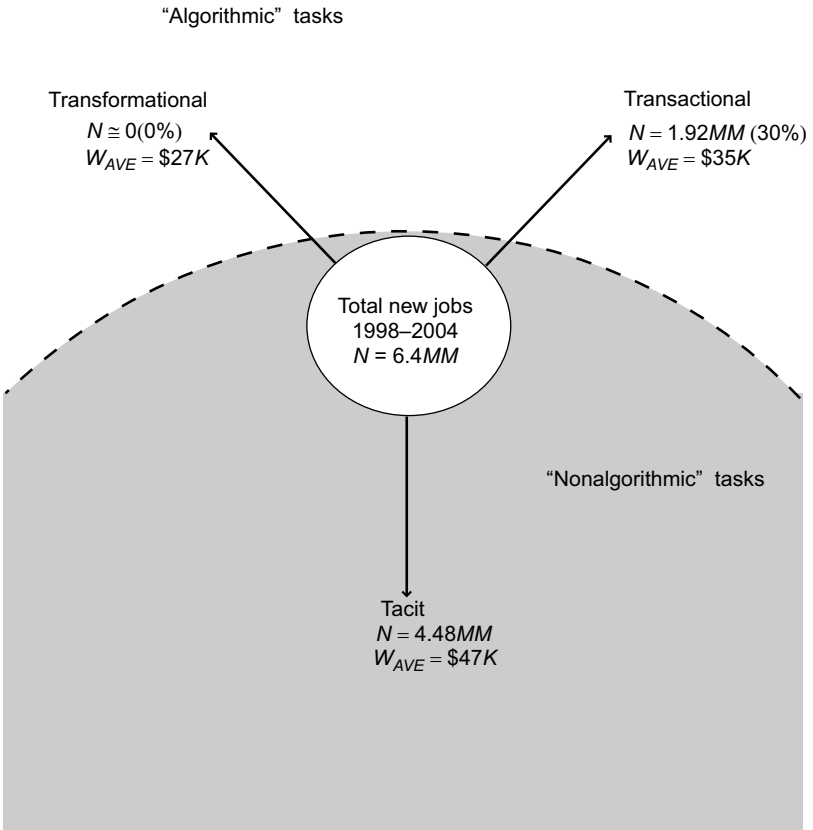 “Algorithmic” tasks
Transformational
N ≅ 0(0%)
W_AVE = $27K
Transactional
N = 1.92MM (30%)
W_AVE = $35K
Total new jobs
1998–2004
N = 6.4MM
“Nonalgorithmic” tasks
Tacit
N = 4.48MM
W_AVE = $47K